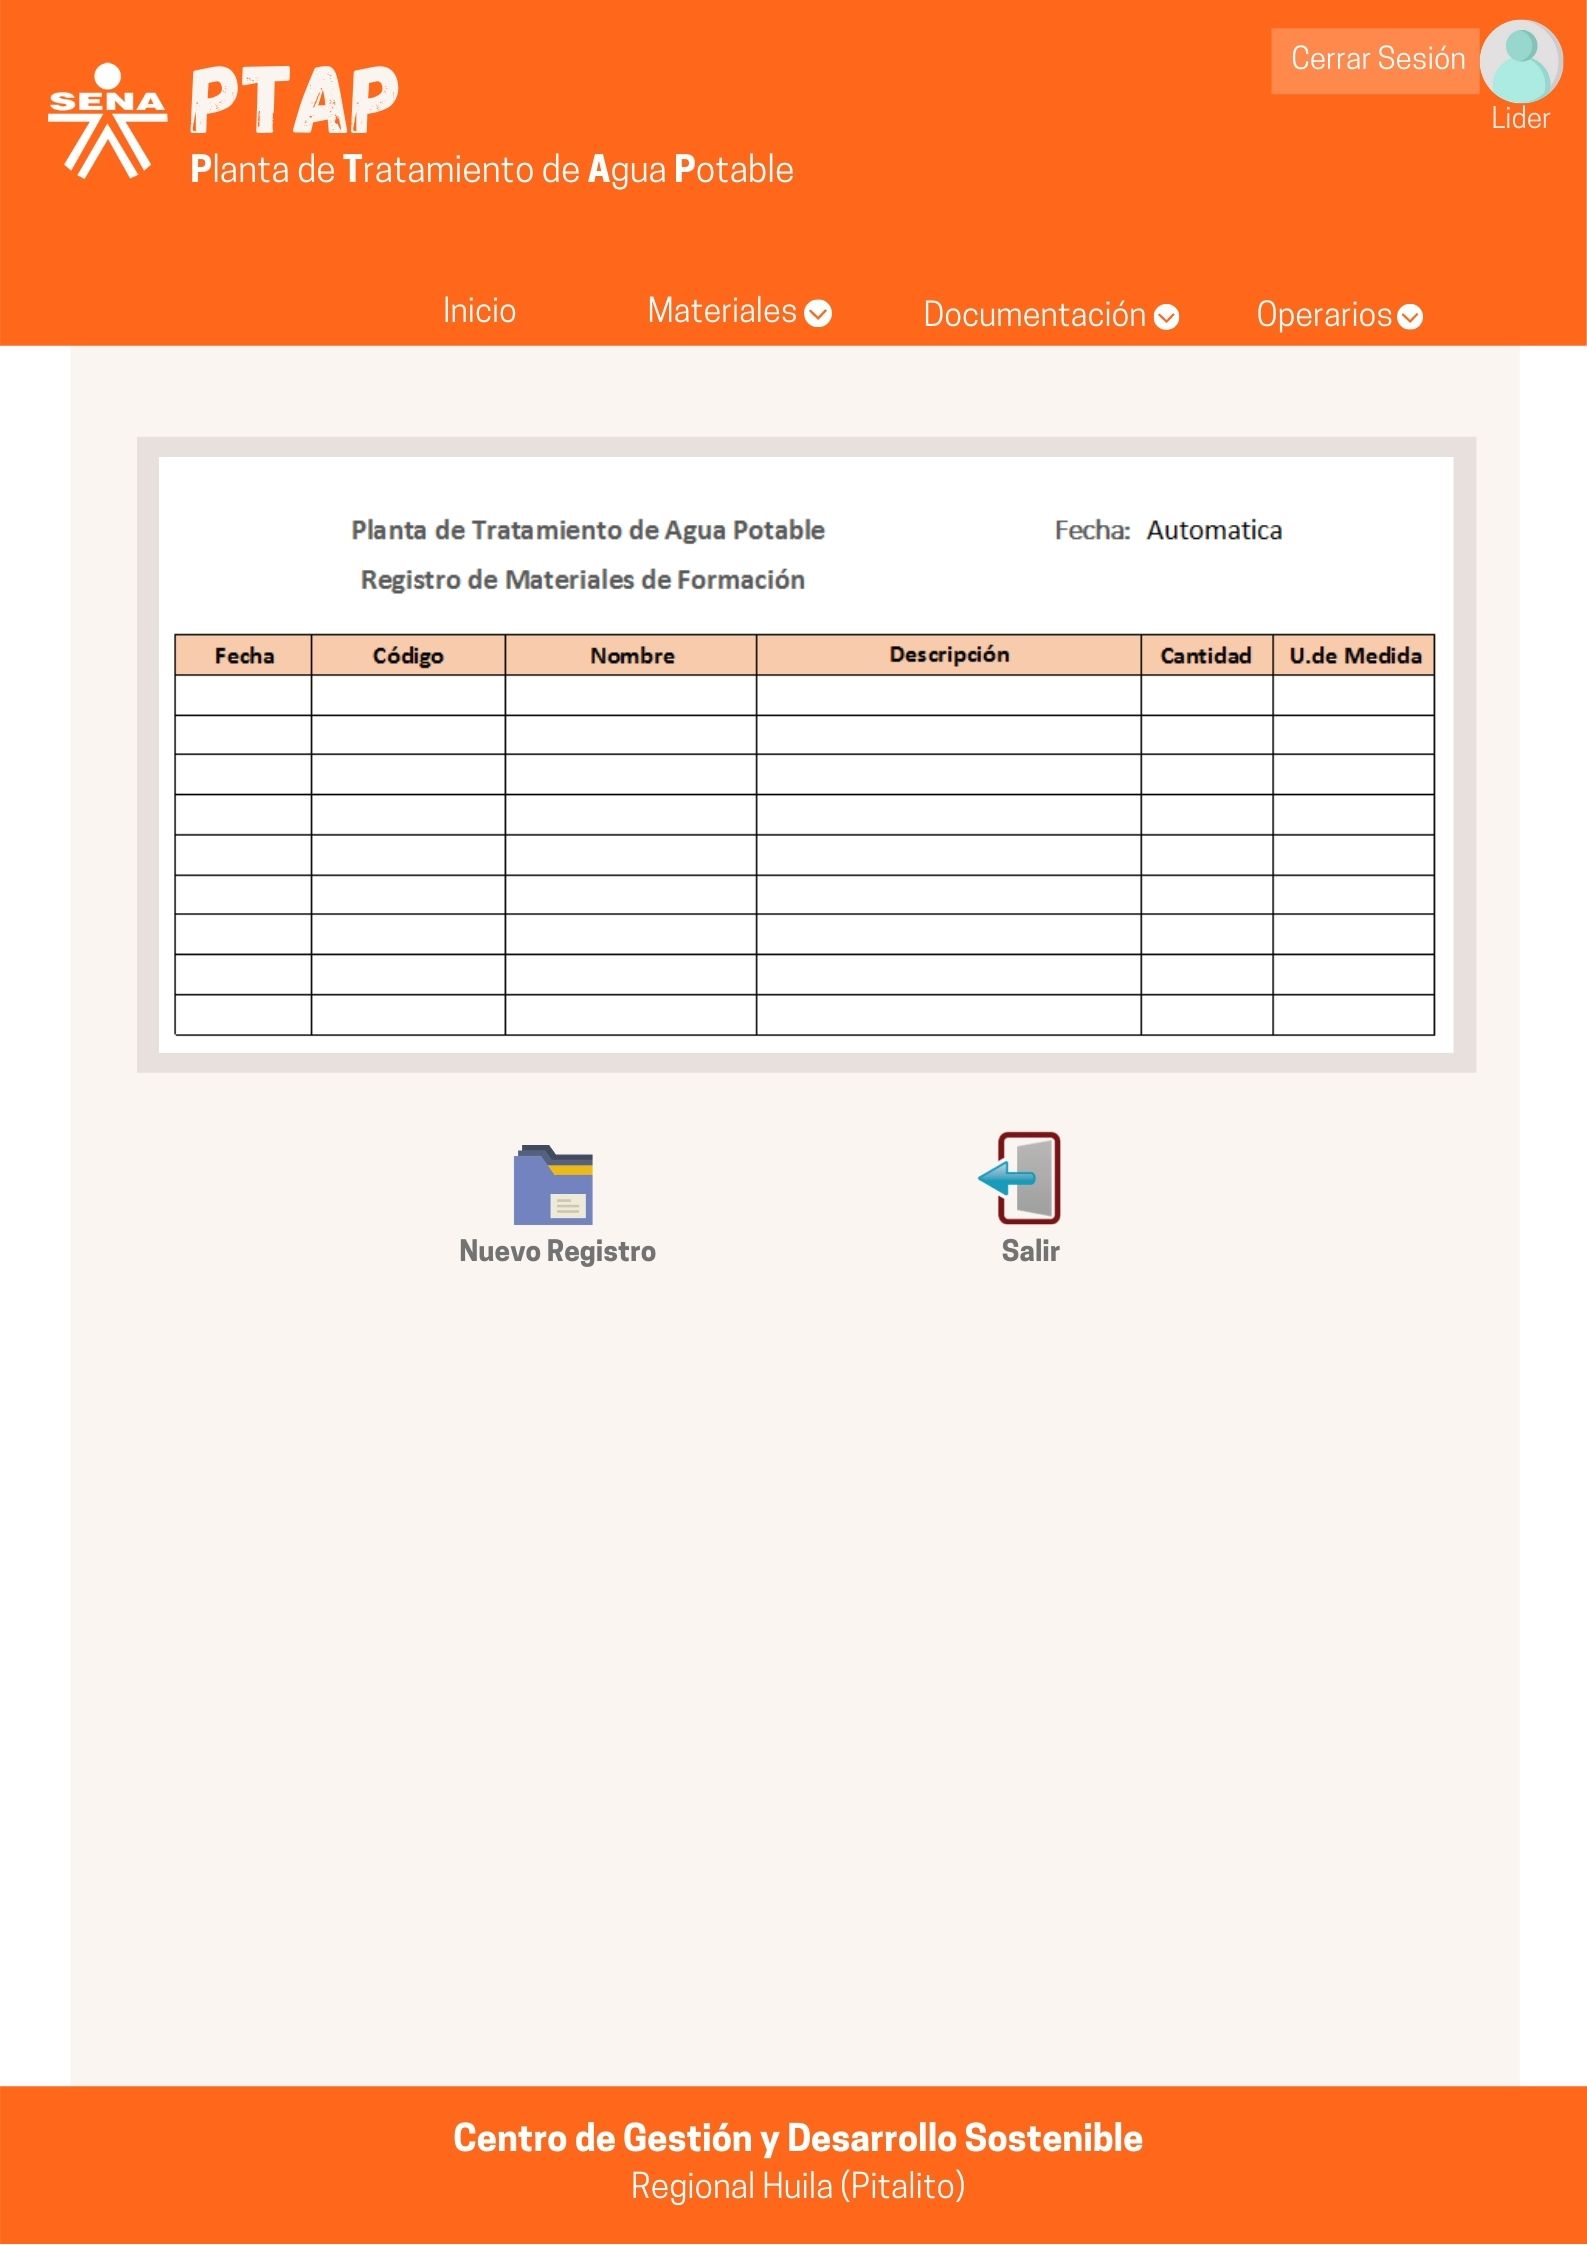 Cerrar Sesión
Lider
SENA
PTAP
Planta de Tratamiento de Agua Potable
Inicio
Materiales
Documentación
Operarios
Planta de Tratamiento de Agua Potable
Fecha: Automatica
Registro de Materiales de Formación
Fecha Código Nombre Descripción Cantidad U.de Medida
Nuevo Registro
Salir
Centro de Gestión y Desarrollo Sostenible
Regional Huila (Pitalito)